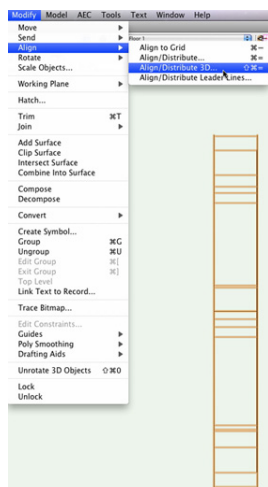 Modify Model AEC Tools Text Window Help
Move
Send
Align
Rotate
Scale Objects...
Working Plane
Hatch...
Trim ⌘T
Join
Add Surface
Clip Surface
Intersect Surface
Combine Into Surface
Compose
Decompose
Convert
Create Symbol...
Group ⌘G
Ungroup ⌘U
Edit Group ⌘[
Exit Group ⌘]
Top Level
Link Text to Record...
Trace Bitmap...
Edit Constraints...
Guides
Poly Smoothing
Drafting Aids
Unrotate 3D Objects ⇧⌘0
Lock
Unlock
Floor 1
Align to Grid ⌘-
Align/Distribute... ⌘=
Align/Distribute 3D... ⇧⌘=
Align/Distribute Leader Lines...